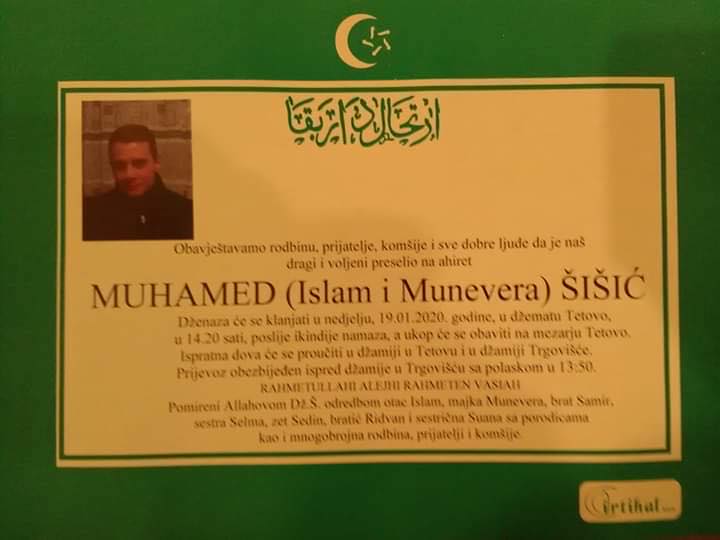 ارتحال دار بقا
Obavještavamo rodbinu, prijatelje, komšije i sve dobre ljude da je naš
dragi i voljeni preselio na ahiret
MUHAMED (Islam i Munevera) ŠIŠIĆ
Dženaza će se klanjati u nedjelju, 19.01.2020. godine, u džematu Tetovo,
u 14.20 sati, poslije ikindije namaza, a ukop će se obaviti na mezarju Tetovo.
Ispratna dova će se proučiti u džamiji u Tetovu i u džamiji Trgovišće.
Prijevoz obezbijeđen ispred džamije u Trgovišću sa polaskom u 13:50.
RAHMETULLAHI ALEJHI RAHMETEN VASIAH
Pomireni Allahovom Dž.Š. odredbom otac Islam, majka Munevera, brat Samir,
sestra Selma, zet Sedin, bratić Ridvan i sestrična Suana sa porodicama
kao i mnogobrojna rodbina, prijatelji i komšije.
irtihal